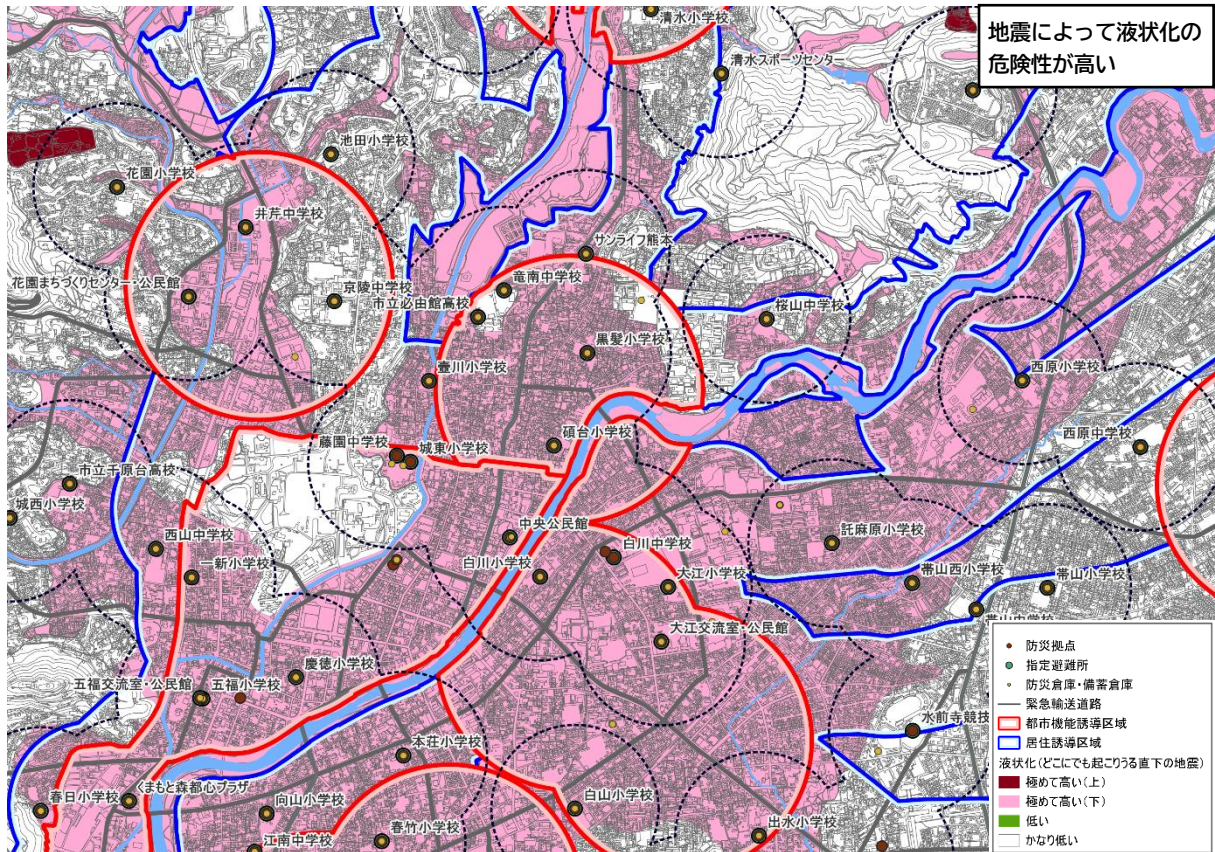 地震によって液状化の
危険性が高い
清水小学校
清水スポーツセンター
池田小学校
花園小学校
井芹中学校
サンライフ熊本
花園まちづくりセンター・公民館
京陵中学校
竜南中学校
市立必由館高校
桜山中学校
黒髪小学校
壷川小学校
西原小学校
碩台小学校
藤園中学校
城東小学校
西原中学校
市立千原台高校
城西小学校
中央公民館
西山中学校
白川中学校
託麻原小学校
一新小学校
白川小学校
大江小学校
帯山西小学校
帯山小学校
帯山中学校
大江交流室・公民館
慶徳小学校
五福交流室・公民館
五福小学校
水前寺競技
本荘小学校
くまもと森都心プラザ
春日小学校
向山小学校
白山小学校
春竹小学校
出水小学校
江南中学校
防災拠点
指定避難所
防災倉庫・備蓄倉庫
緊急輸送道路
都市機能誘導区域
居住誘導区域
液状化(どこにでも起こりうる直下の地震)
極めて高い(上)
極めて高い(下)
低い
かなり低い